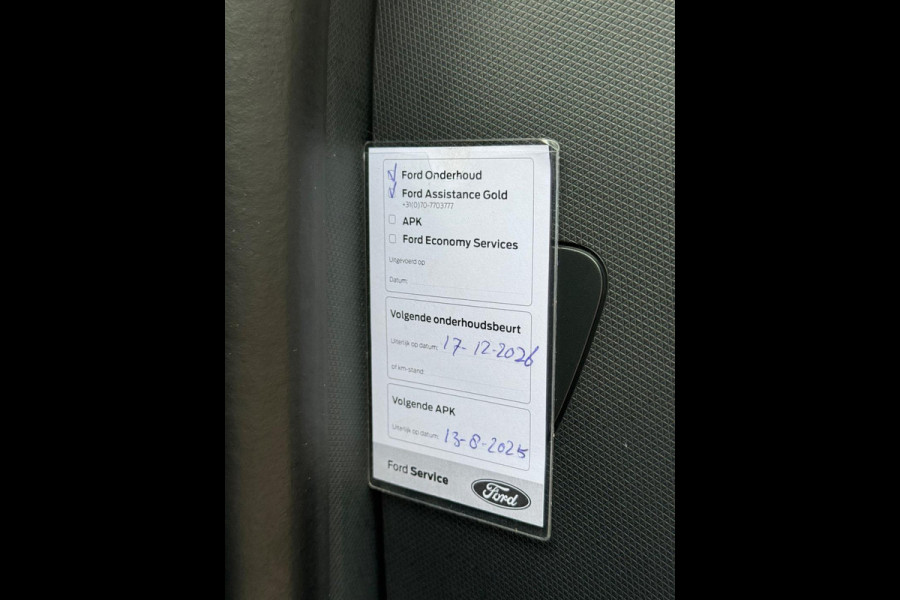 Ford Onderhoud
Ford Assistance Gold
+31(0)70-7703777
APK
Ford Economy Services
Uitgevoerd op:
Datum:
Volgende onderhoudsbeurt
Uiterlijk op datum: 17-12-2026
of km-stand:
Volgende APK
Uiterlijk op datum: 13-8-2025
Ford Service
Ford